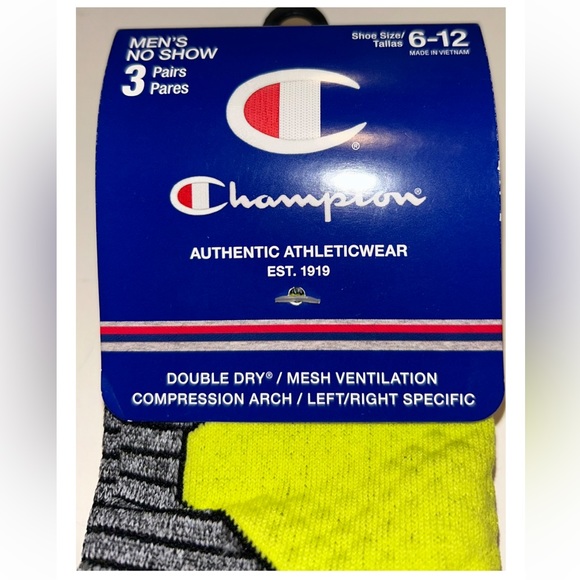 MEN'S
NO SHOW
3 Pairs
Pares
Shoe Size/
Tallas 6-12
MADE IN VIETNAM
C
®
Champion®
AUTHENTIC ATHLETICWEAR
EST. 1919
DOUBLE DRY® / MESH VENTILATION
COMPRESSION ARCH / LEFT/RIGHT SPECIFIC